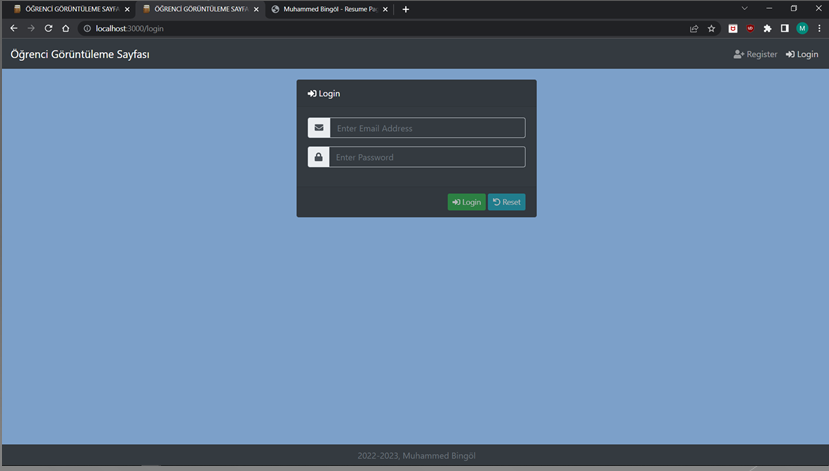 ÖĞRENCİ GÖRÜNTÜLEME SAYFA
ÖĞRENCİ GÖRÜNTÜLEME SAYFA
Muhammed Bingöl - Resume Pa
localhost:3000/login
M
Öğrenci Görüntüleme Sayfası
Register
Login
Login
Enter Email Address
Enter Password
Login
Reset
2022-2023, Muhammed Bingöl